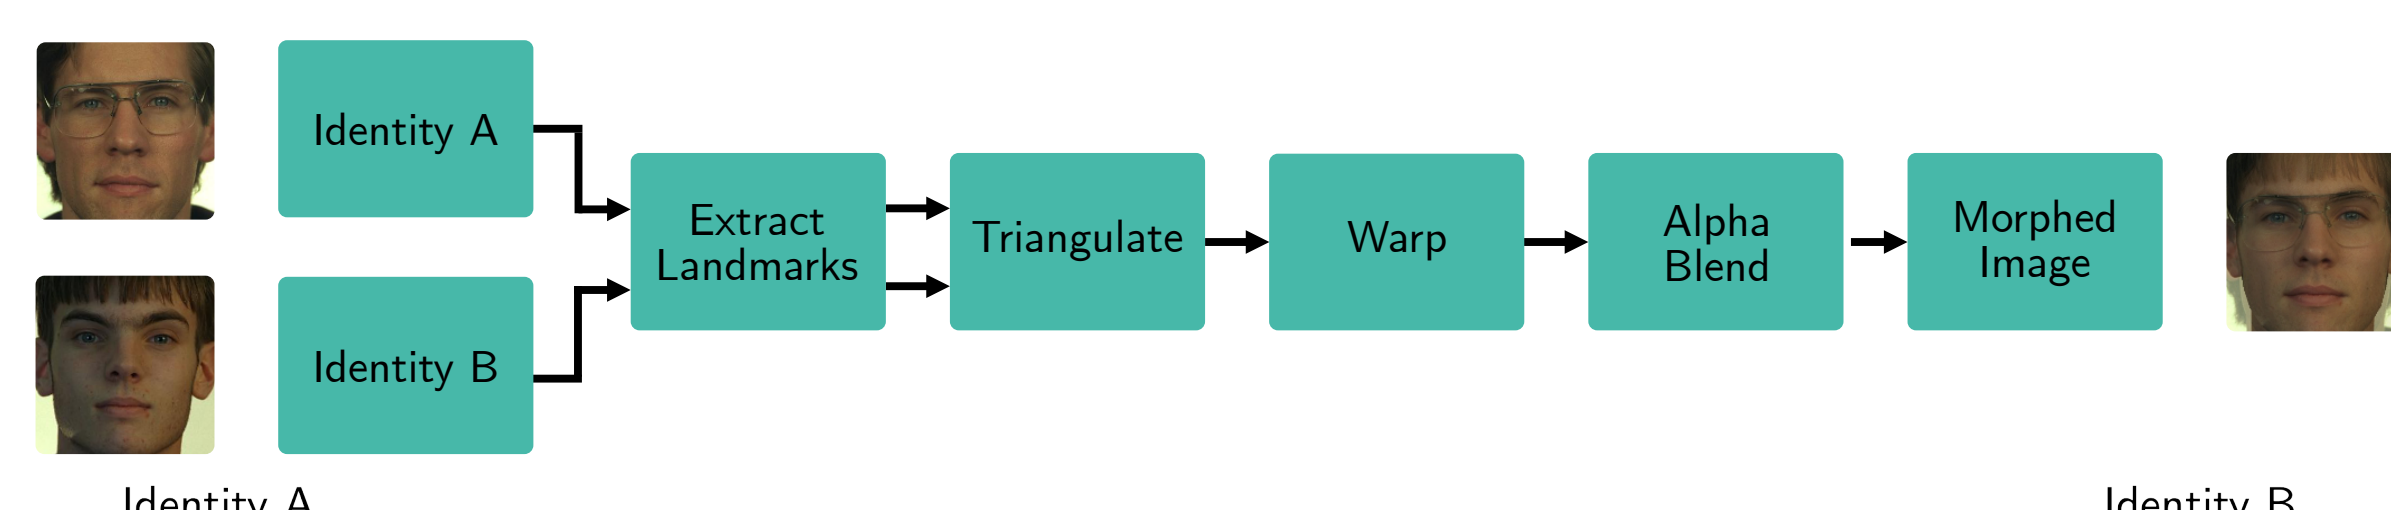 Identity A
Identity B
Extract
Landmarks
Triangulate
Warp
Alpha
Blend
Morphed
Image
Identity A
Identity B